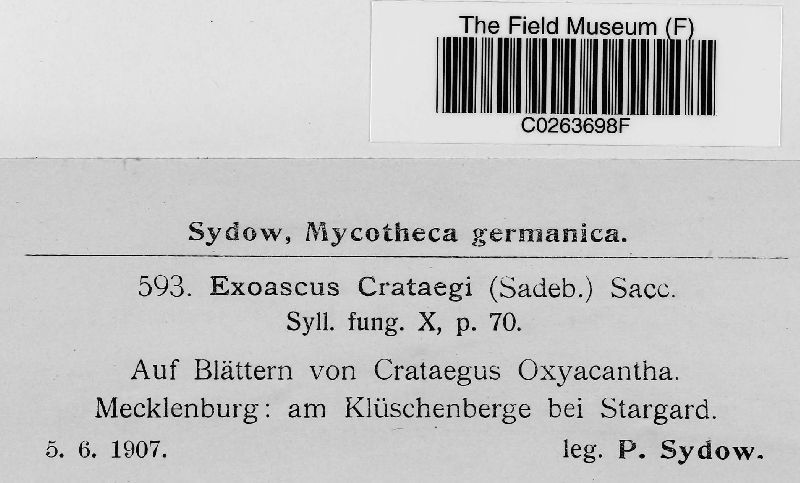 The Field Museum (F)
C0263698F
Sydow, Mycotheca germanica.
593. Exoascus Crataegi (Sadeb.) Sacc.
Syll. fung. X, p. 70.
Auf Blättern von Crataegus Oxyacantha.
Mecklenburg: am Klüschenberge bei Stargard.
5. 6. 1907. leg. P. Sydow.